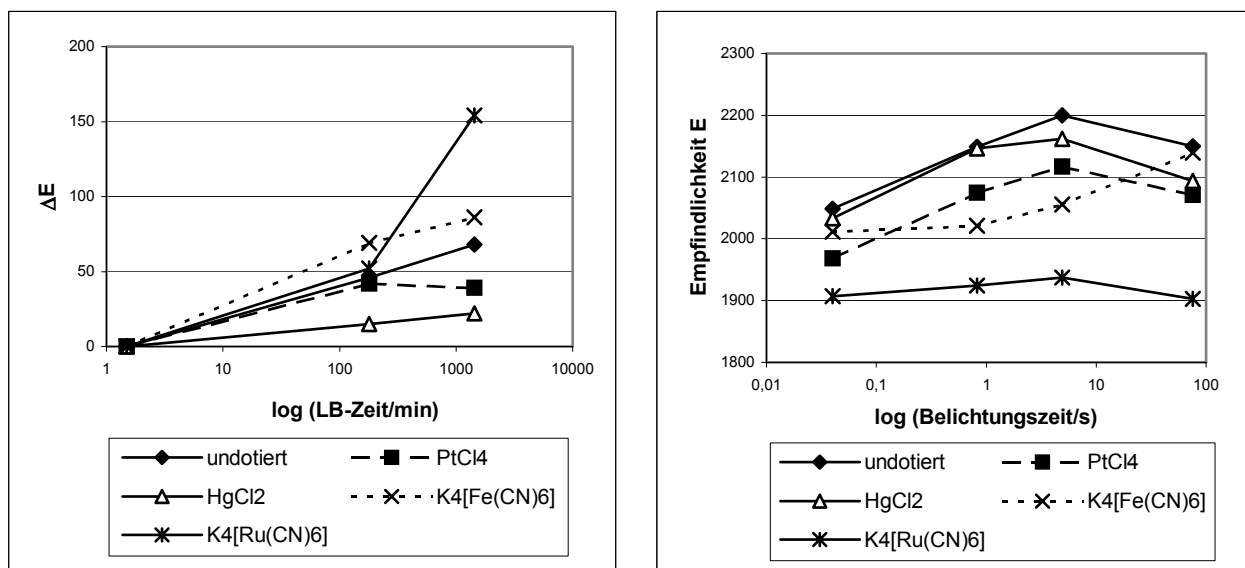 200
150
100
50
0
ΔE
1 10 100 1000 10000
log (LB-Zeit/min)
undotiert PtCl4
HgCl2 K4[Fe(CN)6]
K4[Ru(CN)6]
2300
2200
2100
2000
1900
1800
Empfindlichkeit E
0,01 0,1 1 10 100
log (Belichtungszeit/s)
undotiert PtCl4
HgCl2 K4[Fe(CN)6]
K4[Ru(CN)6]